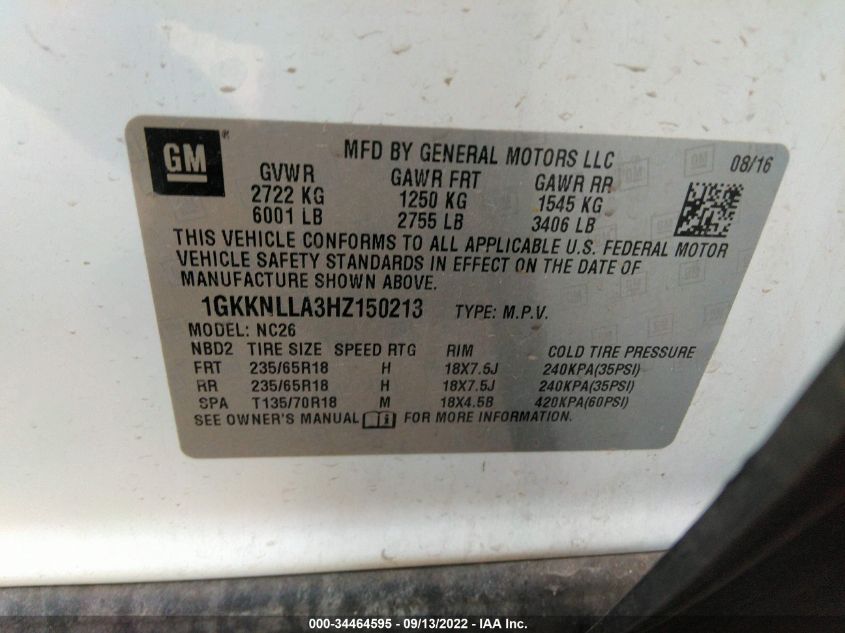 GM®
MFD BY GENERAL MOTORS LLC 08/16
GVWR GAWR FRT GAWR RR
2722 KG 1250 KG 1545 KG
6001 LB 2755 LB 3406 LB
THIS VEHICLE CONFORMS TO ALL APPLICABLE U.S. FEDERAL MOTOR
VEHICLE SAFETY STANDARDS IN EFFECT ON THE DATE OF
MANUFACTURE SHOWN ABOVE.
1GKKNLLA3HZ150213 TYPE: M.P.V.
MODEL: NC26
NBD2 TIRE SIZE SPEED RTG RIM COLD TIRE PRESSURE
FRT 235/65R18 H 18X7.5J 240KPA(35PSI)
RR 235/65R18 H 18X7.5J 240KPA(35PSI)
SPA T135/70R18 M 18X4.5B 420KPA(60PSI)
SEE OWNER'S MANUAL i FOR MORE INFORMATION.
000-34464595 - 09/13/2022 - IAA Inc.